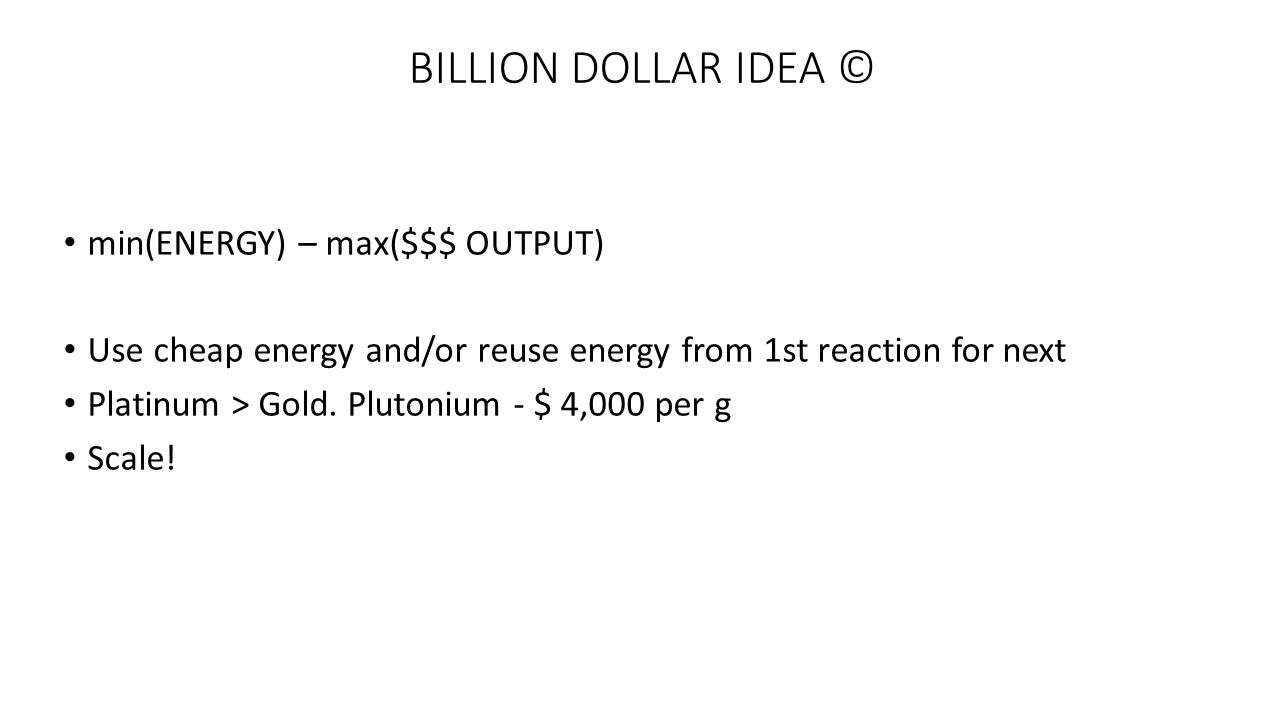 BILLION DOLLAR IDEA ©
• min(ENERGY) – max($$$ OUTPUT)
• Use cheap energy and/or reuse energy from 1st reaction for next
• Platinum > Gold. Plutonium - $ 4,000 per g
• Scale!